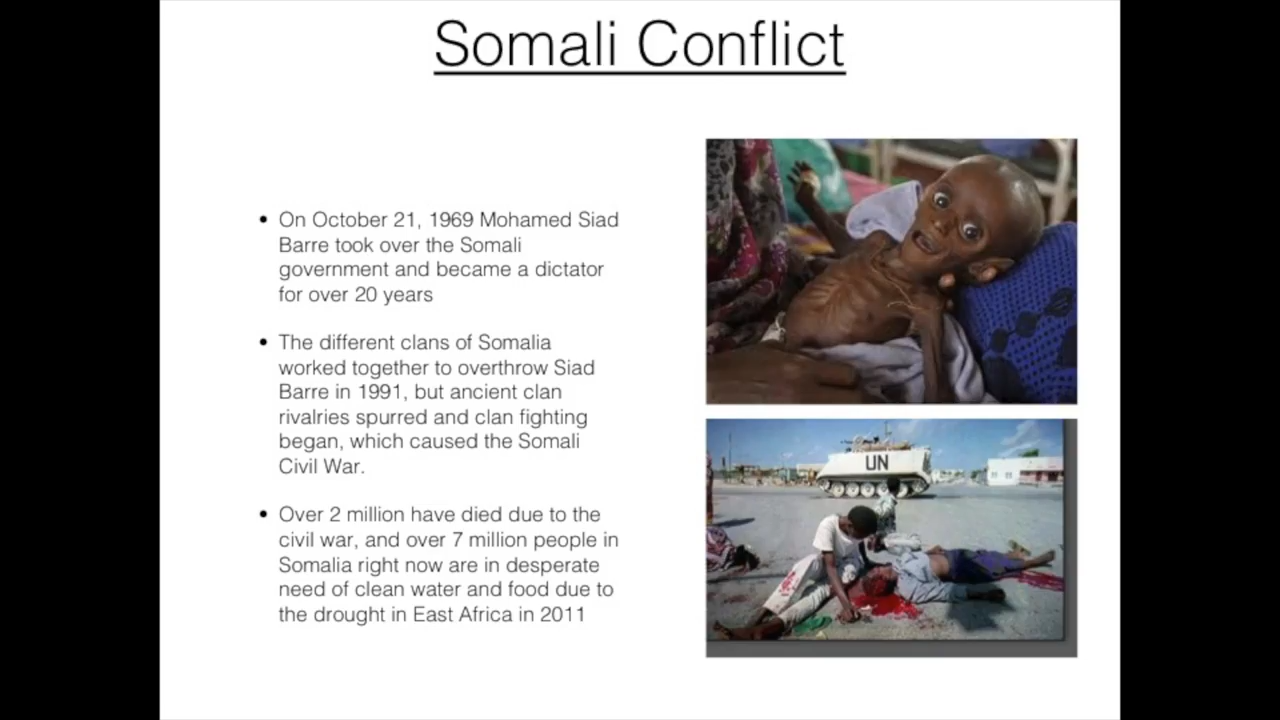 Somali Conflict
• On October 21, 1969 Mohamed Siad
Barre took over the Somali
government and became a dictator
for over 20 years
• The different clans of Somalia
worked together to overthrow Siad
Barre in 1991, but ancient clan
rivalries spurred and clan fighting
began, which caused the Somali
Civil War.
• Over 2 million have died due to the
civil war, and over 7 million people in
Somalia right now are in desperate
need of clean water and food due to
the drought in East Africa in 2011
UN